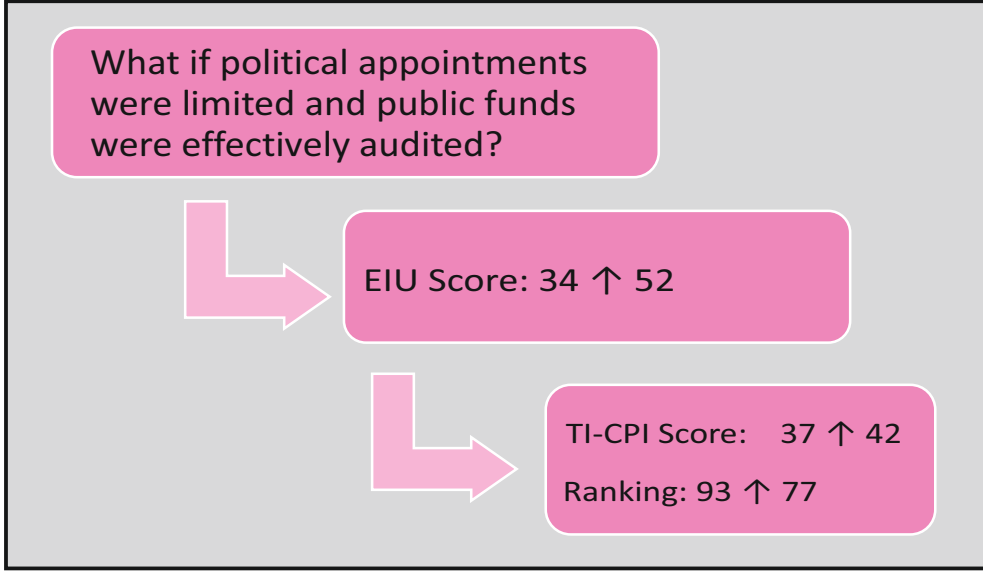 What if political appointments
were limited and public funds
were effectively audited?
EIU Score: 34 ↑ 52
TI-CPI Score: 37 ↑ 42
Ranking: 93 ↑ 77